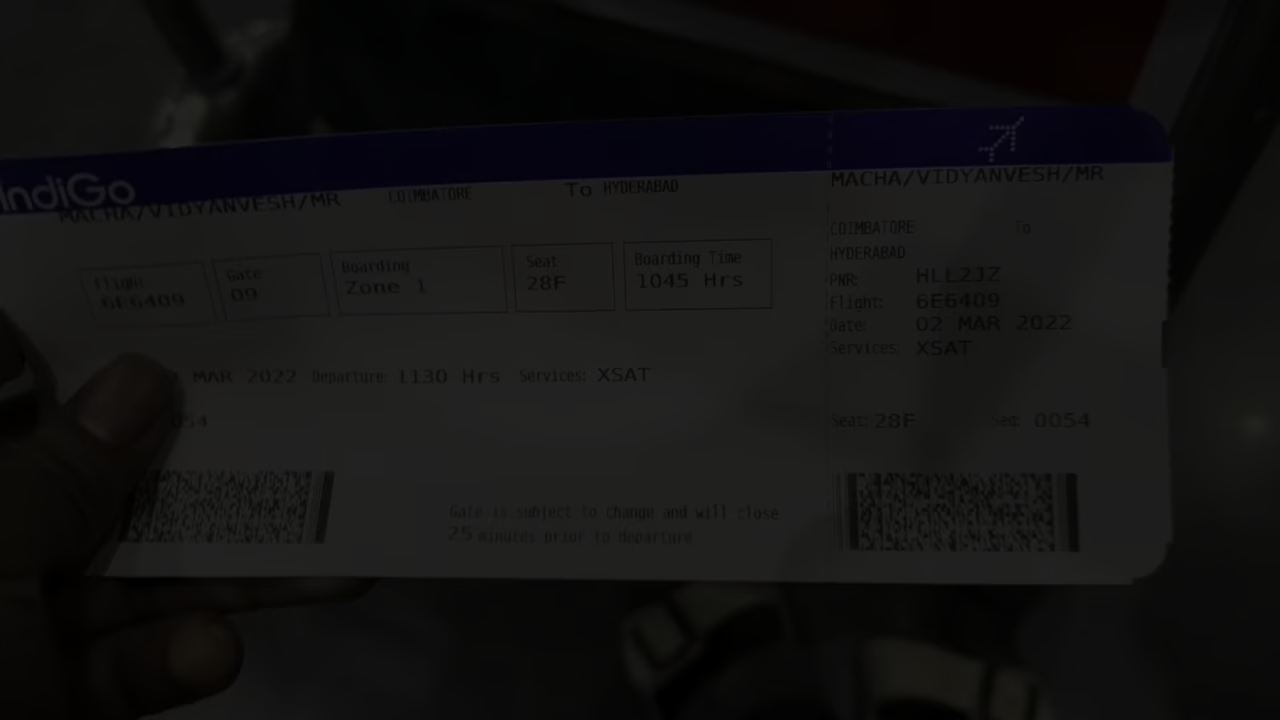 IndiGo
MACHA/VIDYANVESH/MR COIMBATORE To HYDERABAD
Flight Gate Boarding Seat Boarding Time
6E6409 09 Zone 1 28F 1045 Hrs
MAR 2022 Departure: 1130 Hrs Services: XSAT
054
Gate is subject to change and will close
25 minutes prior to departure
MACHA/VIDYANVESH/MR
COIMBATORE To
HYDERABAD
PNR: HLL2JZ
Flight: 6E6409
Date: 02 MAR 2022
Services: XSAT
Seat: 28F Seq: 0054